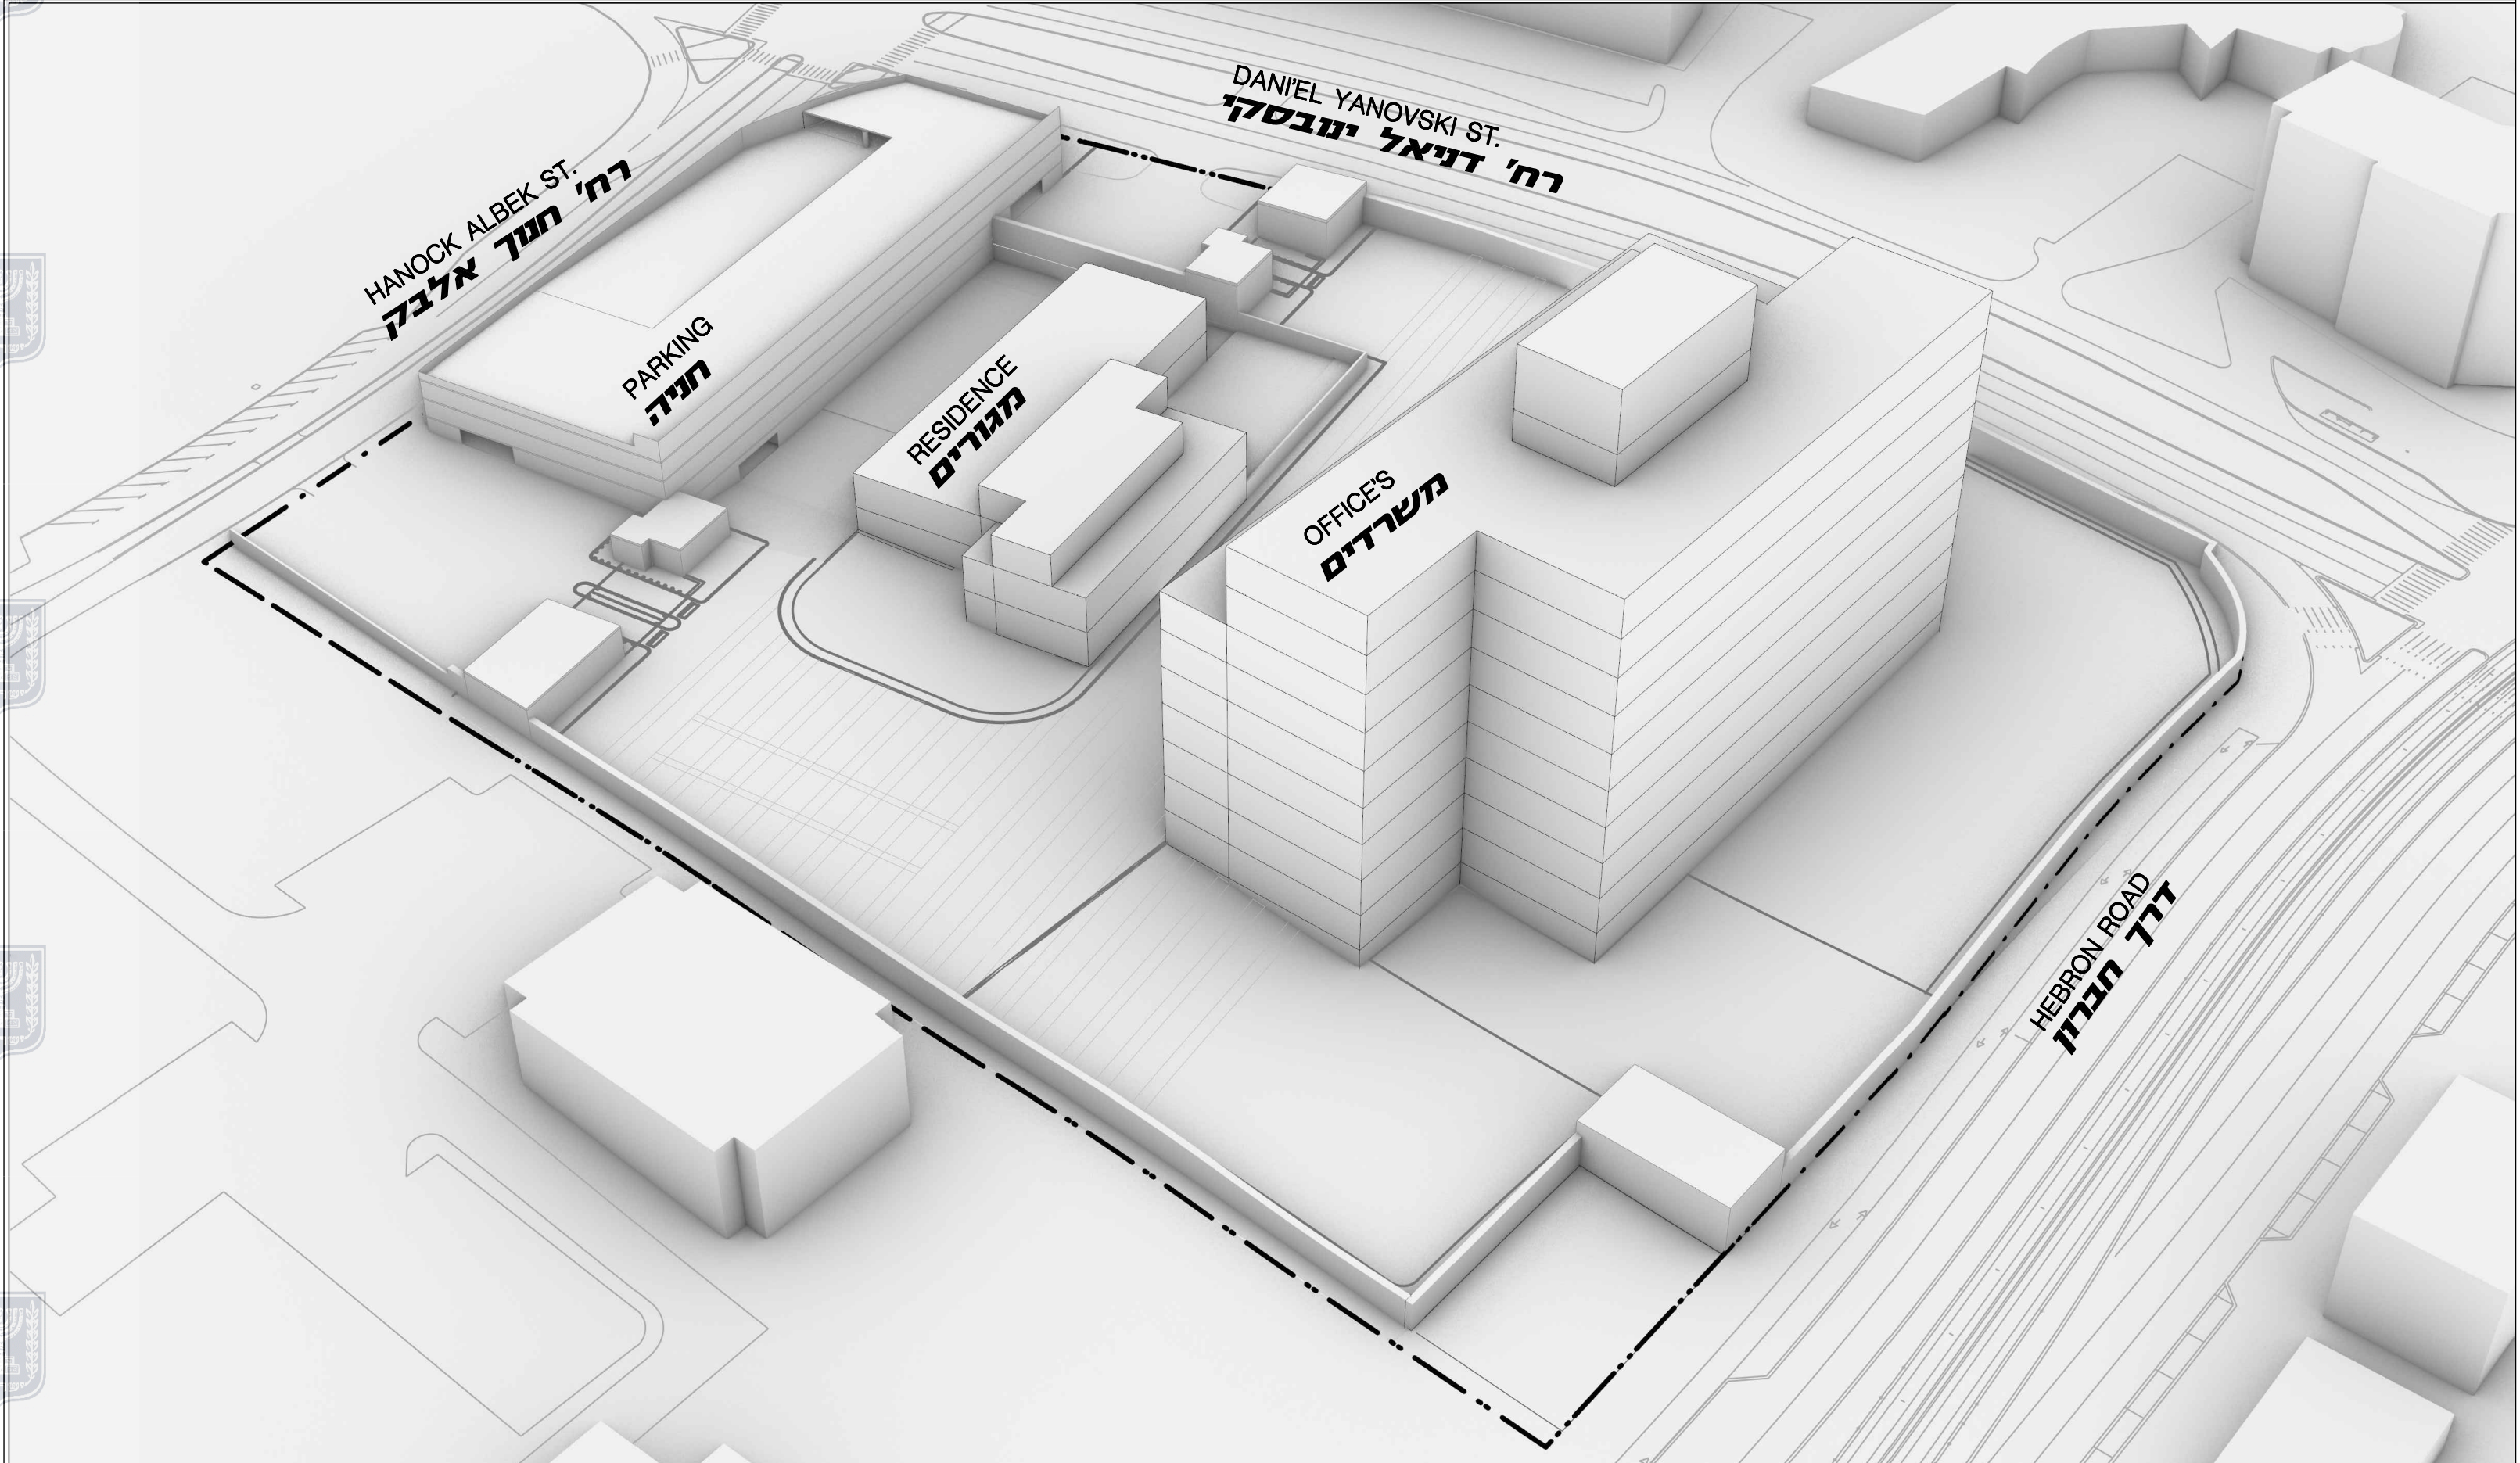 DANI'EL YANOVSKI ST.
רח' דניאל ינובסקי
HANOCK ALBEK ST.
רח' חנוך אלבק
PARKING
חניה
RESIDENCE
מגורים
OFFICE'S
משרדים
HEBRON ROAD
דרך חברון